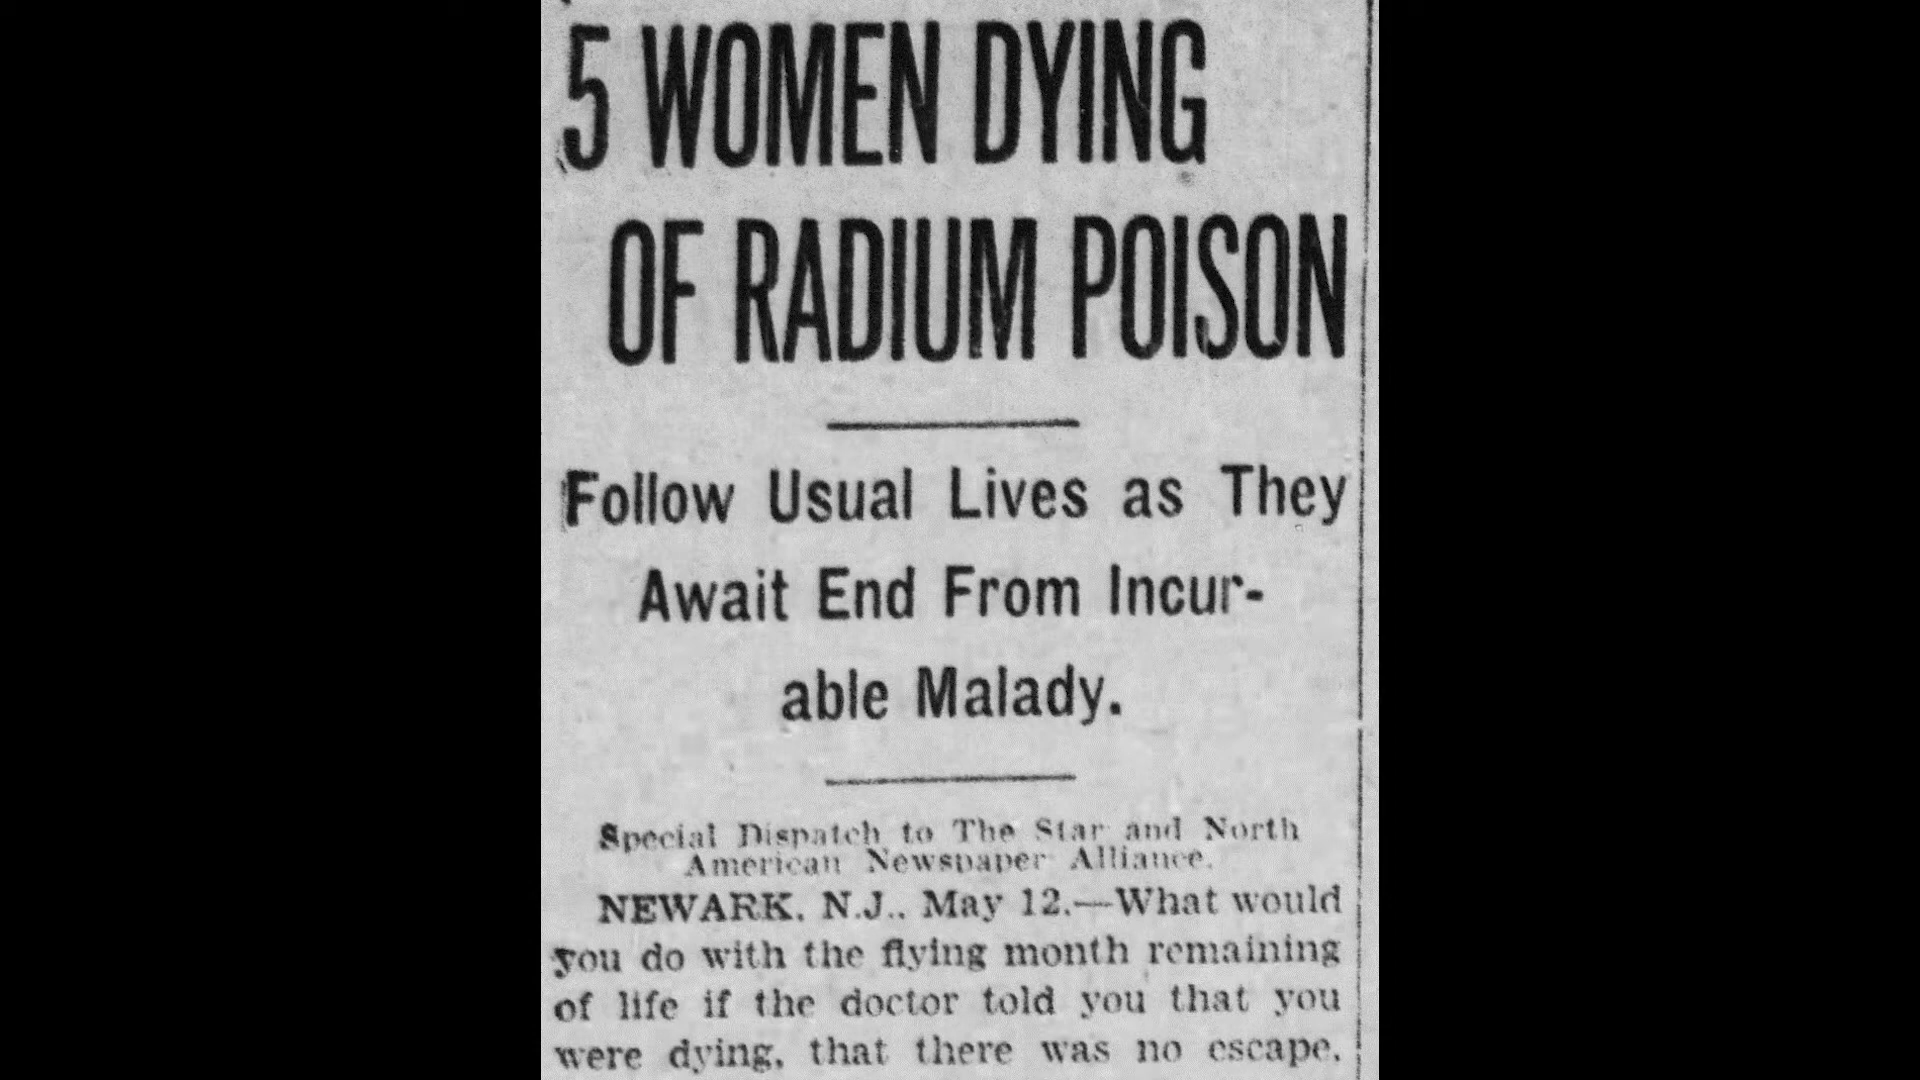 5 WOMEN DYING
OF RADIUM POISON
Follow Usual Lives as They
Await End From Incur-
able Malady.
Special Dispatch to The Star and North
American Newspaper Alliance.
NEWARK, N.J., May 12.—What would
you do with the flying month remaining
of life if the doctor told you that you
were dying, that there was no escape,